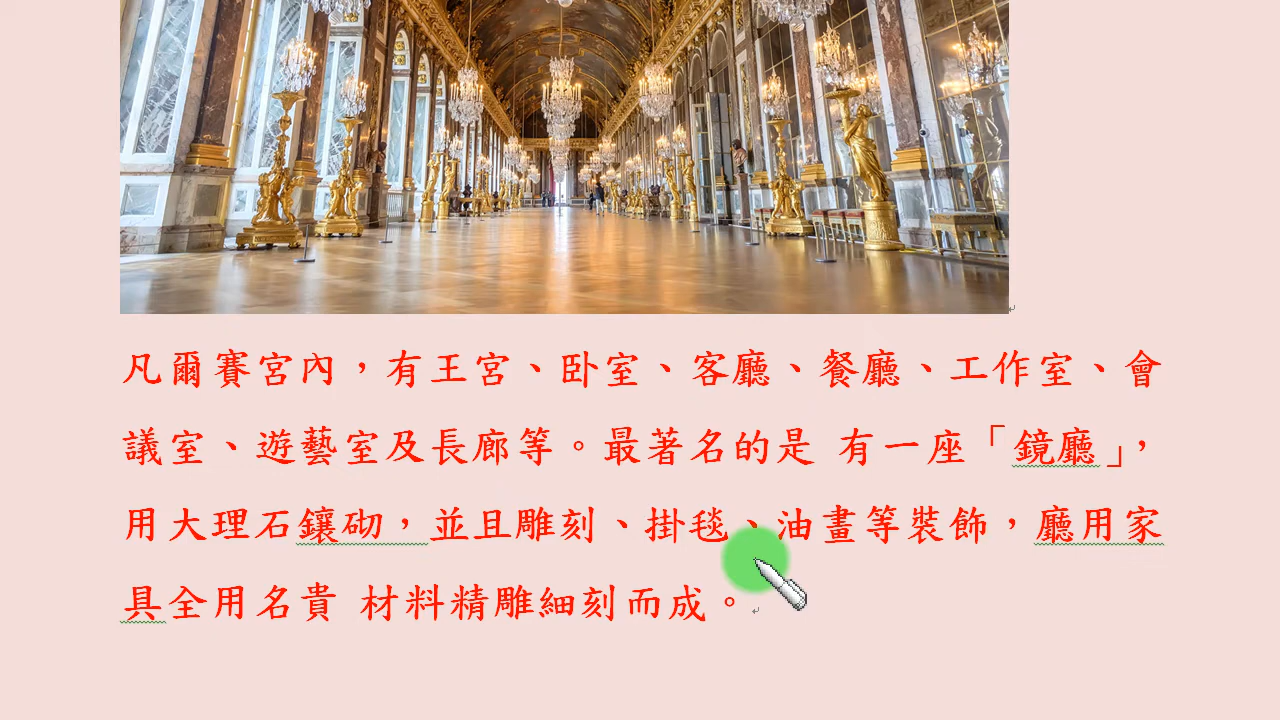 凡爾賽宮內，有王宮、卧室、客廳、餐廳、工作室、會
議室、遊藝室及長廊等。最著名的是 有一座「鏡廳」，
用大理石鑲砌，並且雕刻、掛毯、油畫等裝飾，廳用家
具全用名貴 材料精雕細刻而成。